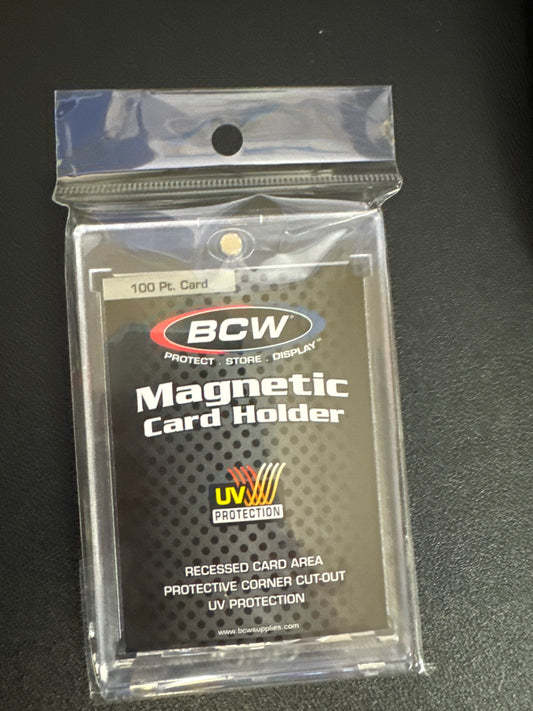 100 Pt. Card
BCW®
PROTECT . STORE . DISPLAY™
Magnetic
Card Holder
UV
PROTECTION
RECESSED CARD AREA
PROTECTIVE CORNER CUT-OUT
UV PROTECTION
www.bcwsupplies.com